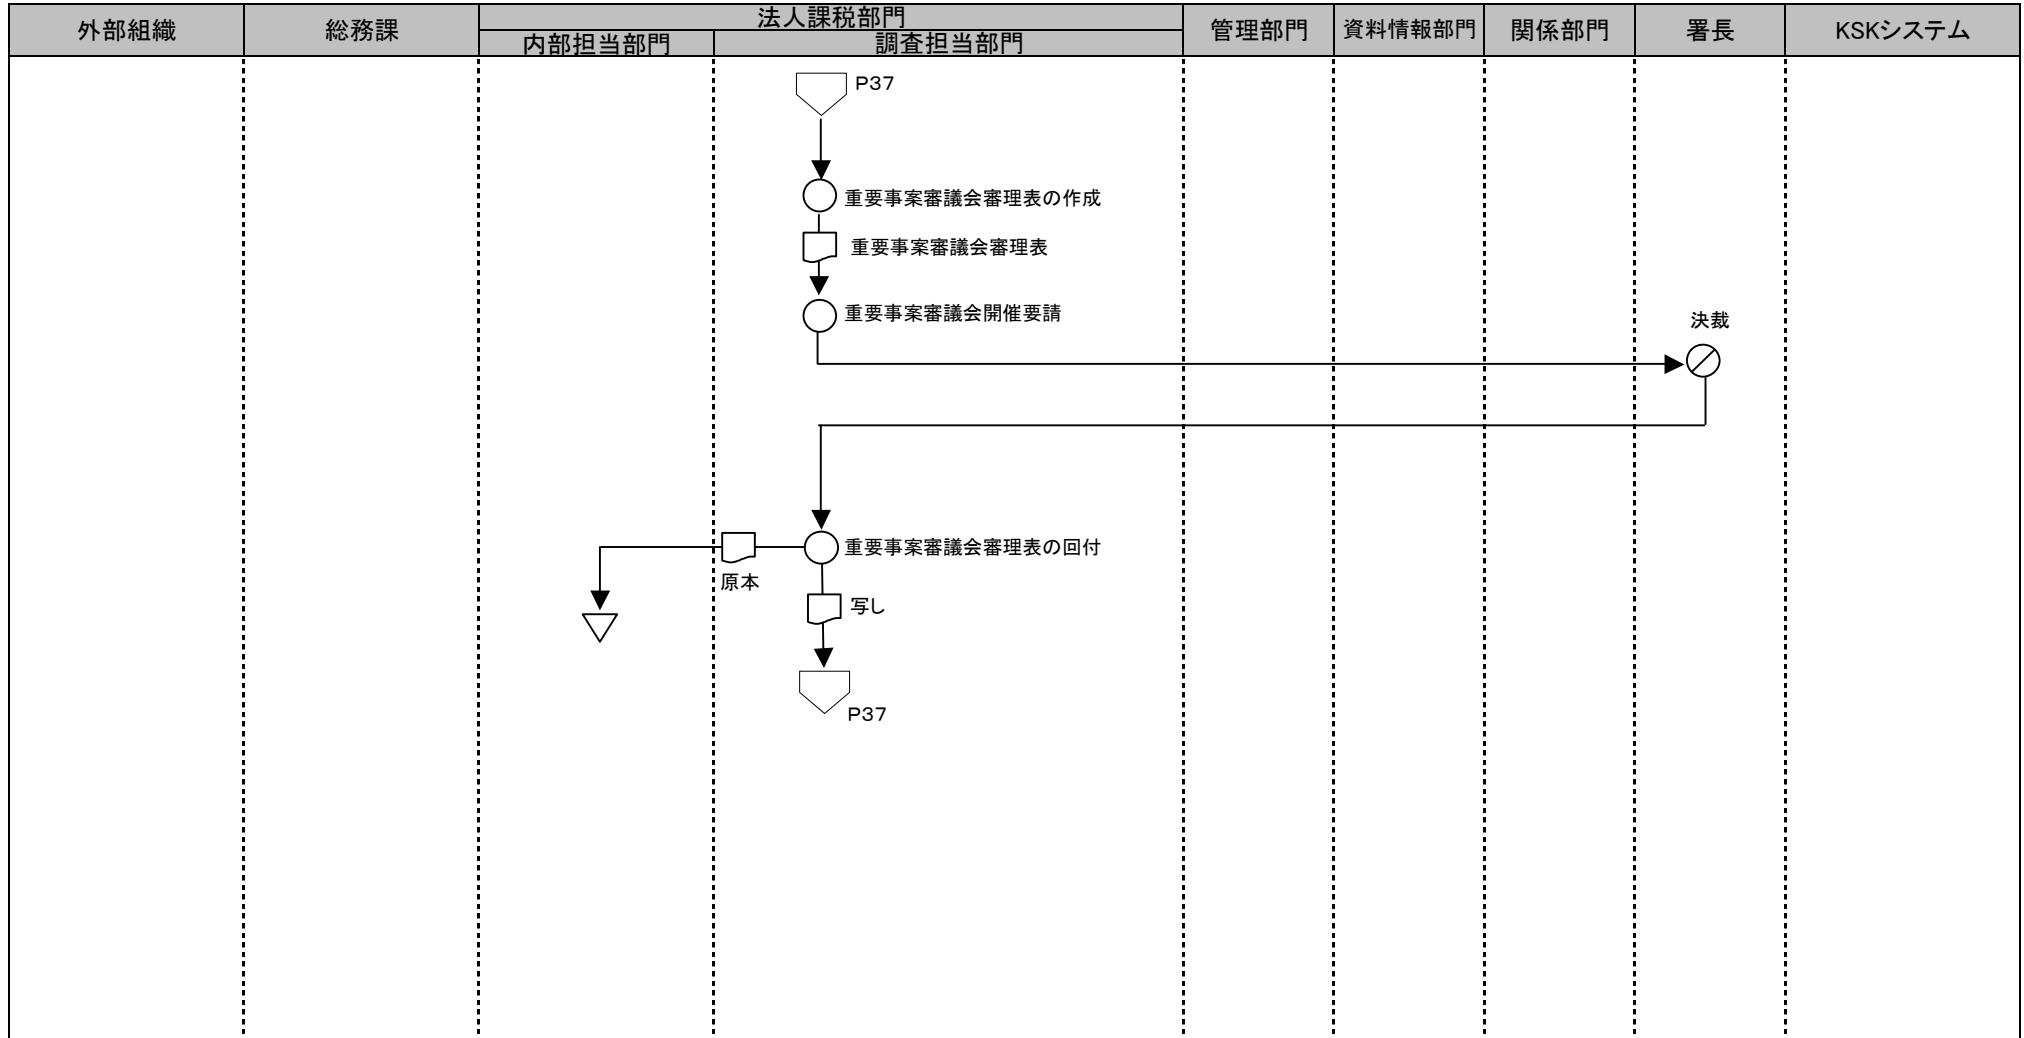 外部組織
総務課
法人課税部門
内部担当部門
調査担当部門
管理部門
資料情報部門
関係部門
署長
KSKシステム
P37
重要事案審議会審理表の作成
重要事案審議会審理表
重要事案審議会開催要請
決裁
重要事案審議会審理表の回付
原本
写し
P37